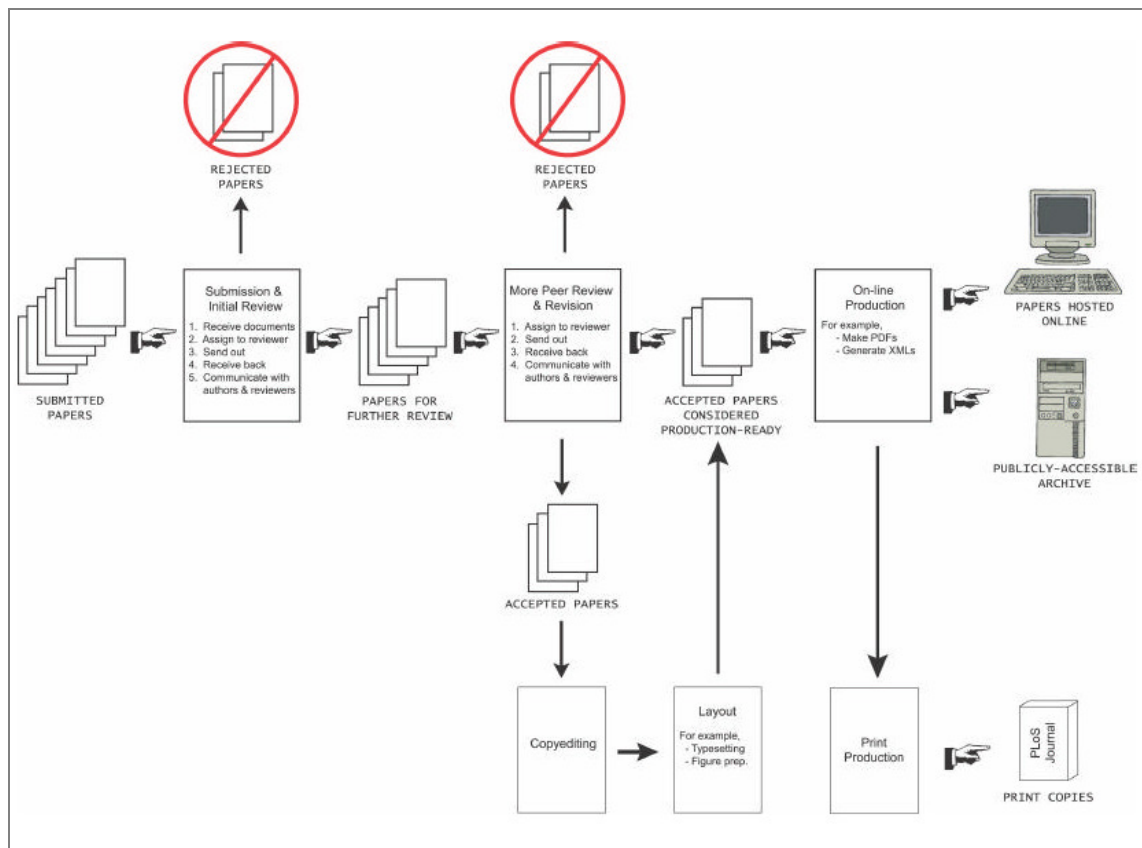 REJECTED
PAPERS
REJECTED
PAPERS
SUBMITTED
PAPERS
Submission &
Initial Review
1. Receive documents
2. Assign to reviewer
3. Send out
4. Receive back
5. Communicate with
authors & reviewers
PAPERS FOR
FURTHER REVIEW
More Peer Review
& Revision
1. Assign to reviewer
2. Send out
3. Receive back
4. Communicate with
authors & reviewers
ACCEPTED PAPERS
CONSIDERED
PRODUCTION-READY
On-line
Production
For example,
- Make PDFs
- Generate XMLs
PAPERS HOSTED
ONLINE
PUBLICLY-ACCESSIBLE
ARCHIVE
ACCEPTED PAPERS
Copyediting
Layout
For example,
- Typesetting
- Figure prep.
Print
Production
PLoS
Journal
PRINT COPIES